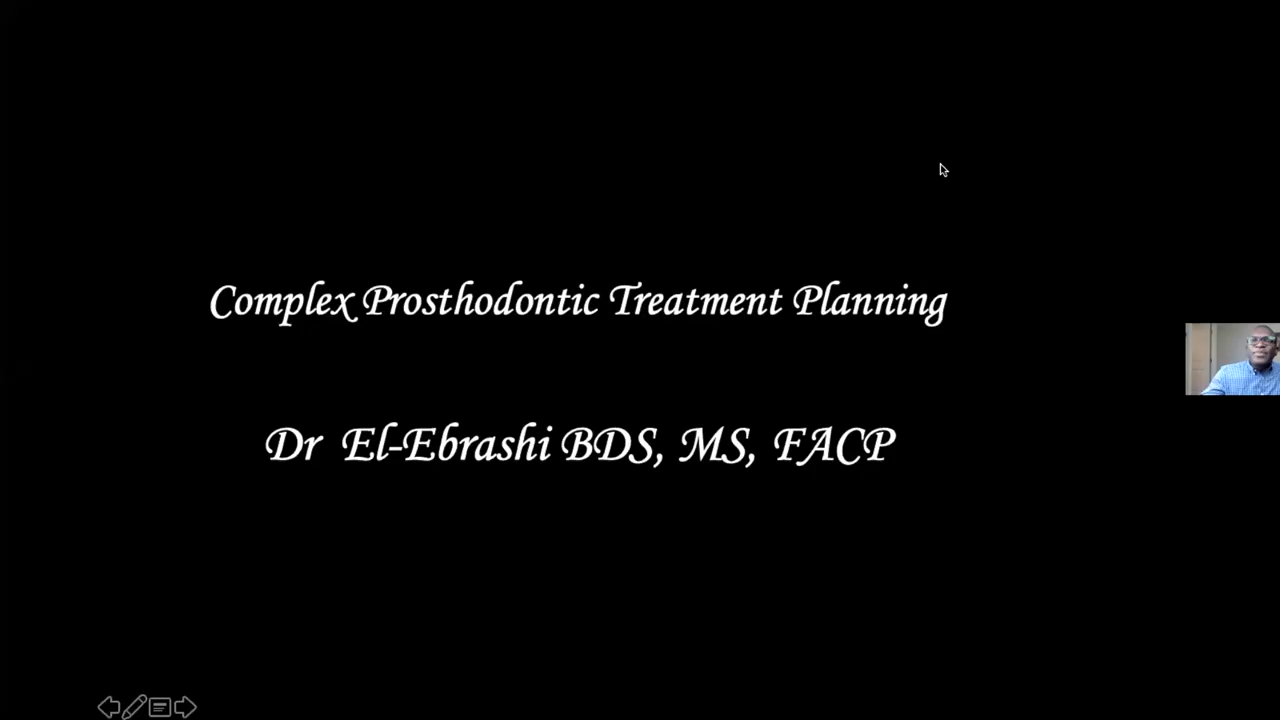 Complex Prosthodontic Treatment Planning
Dr El-Ebrashi BDS, MS, FACP